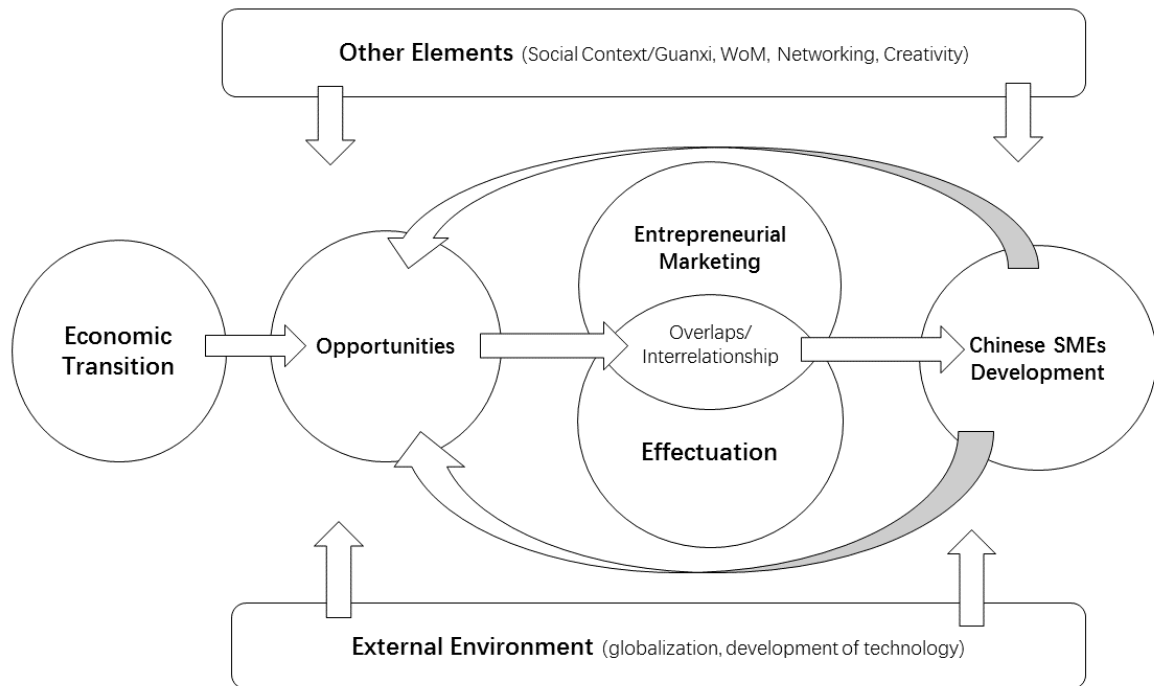 Other Elements (Social Context/Guanxi, WoM, Networking, Creativity)
Entrepreneurial
Marketing
Economic
Transition
Opportunities
Overlaps/
Interrelationship
Chinese SMEs
Development
Effectuation
External Environment (globalization, development of technology)